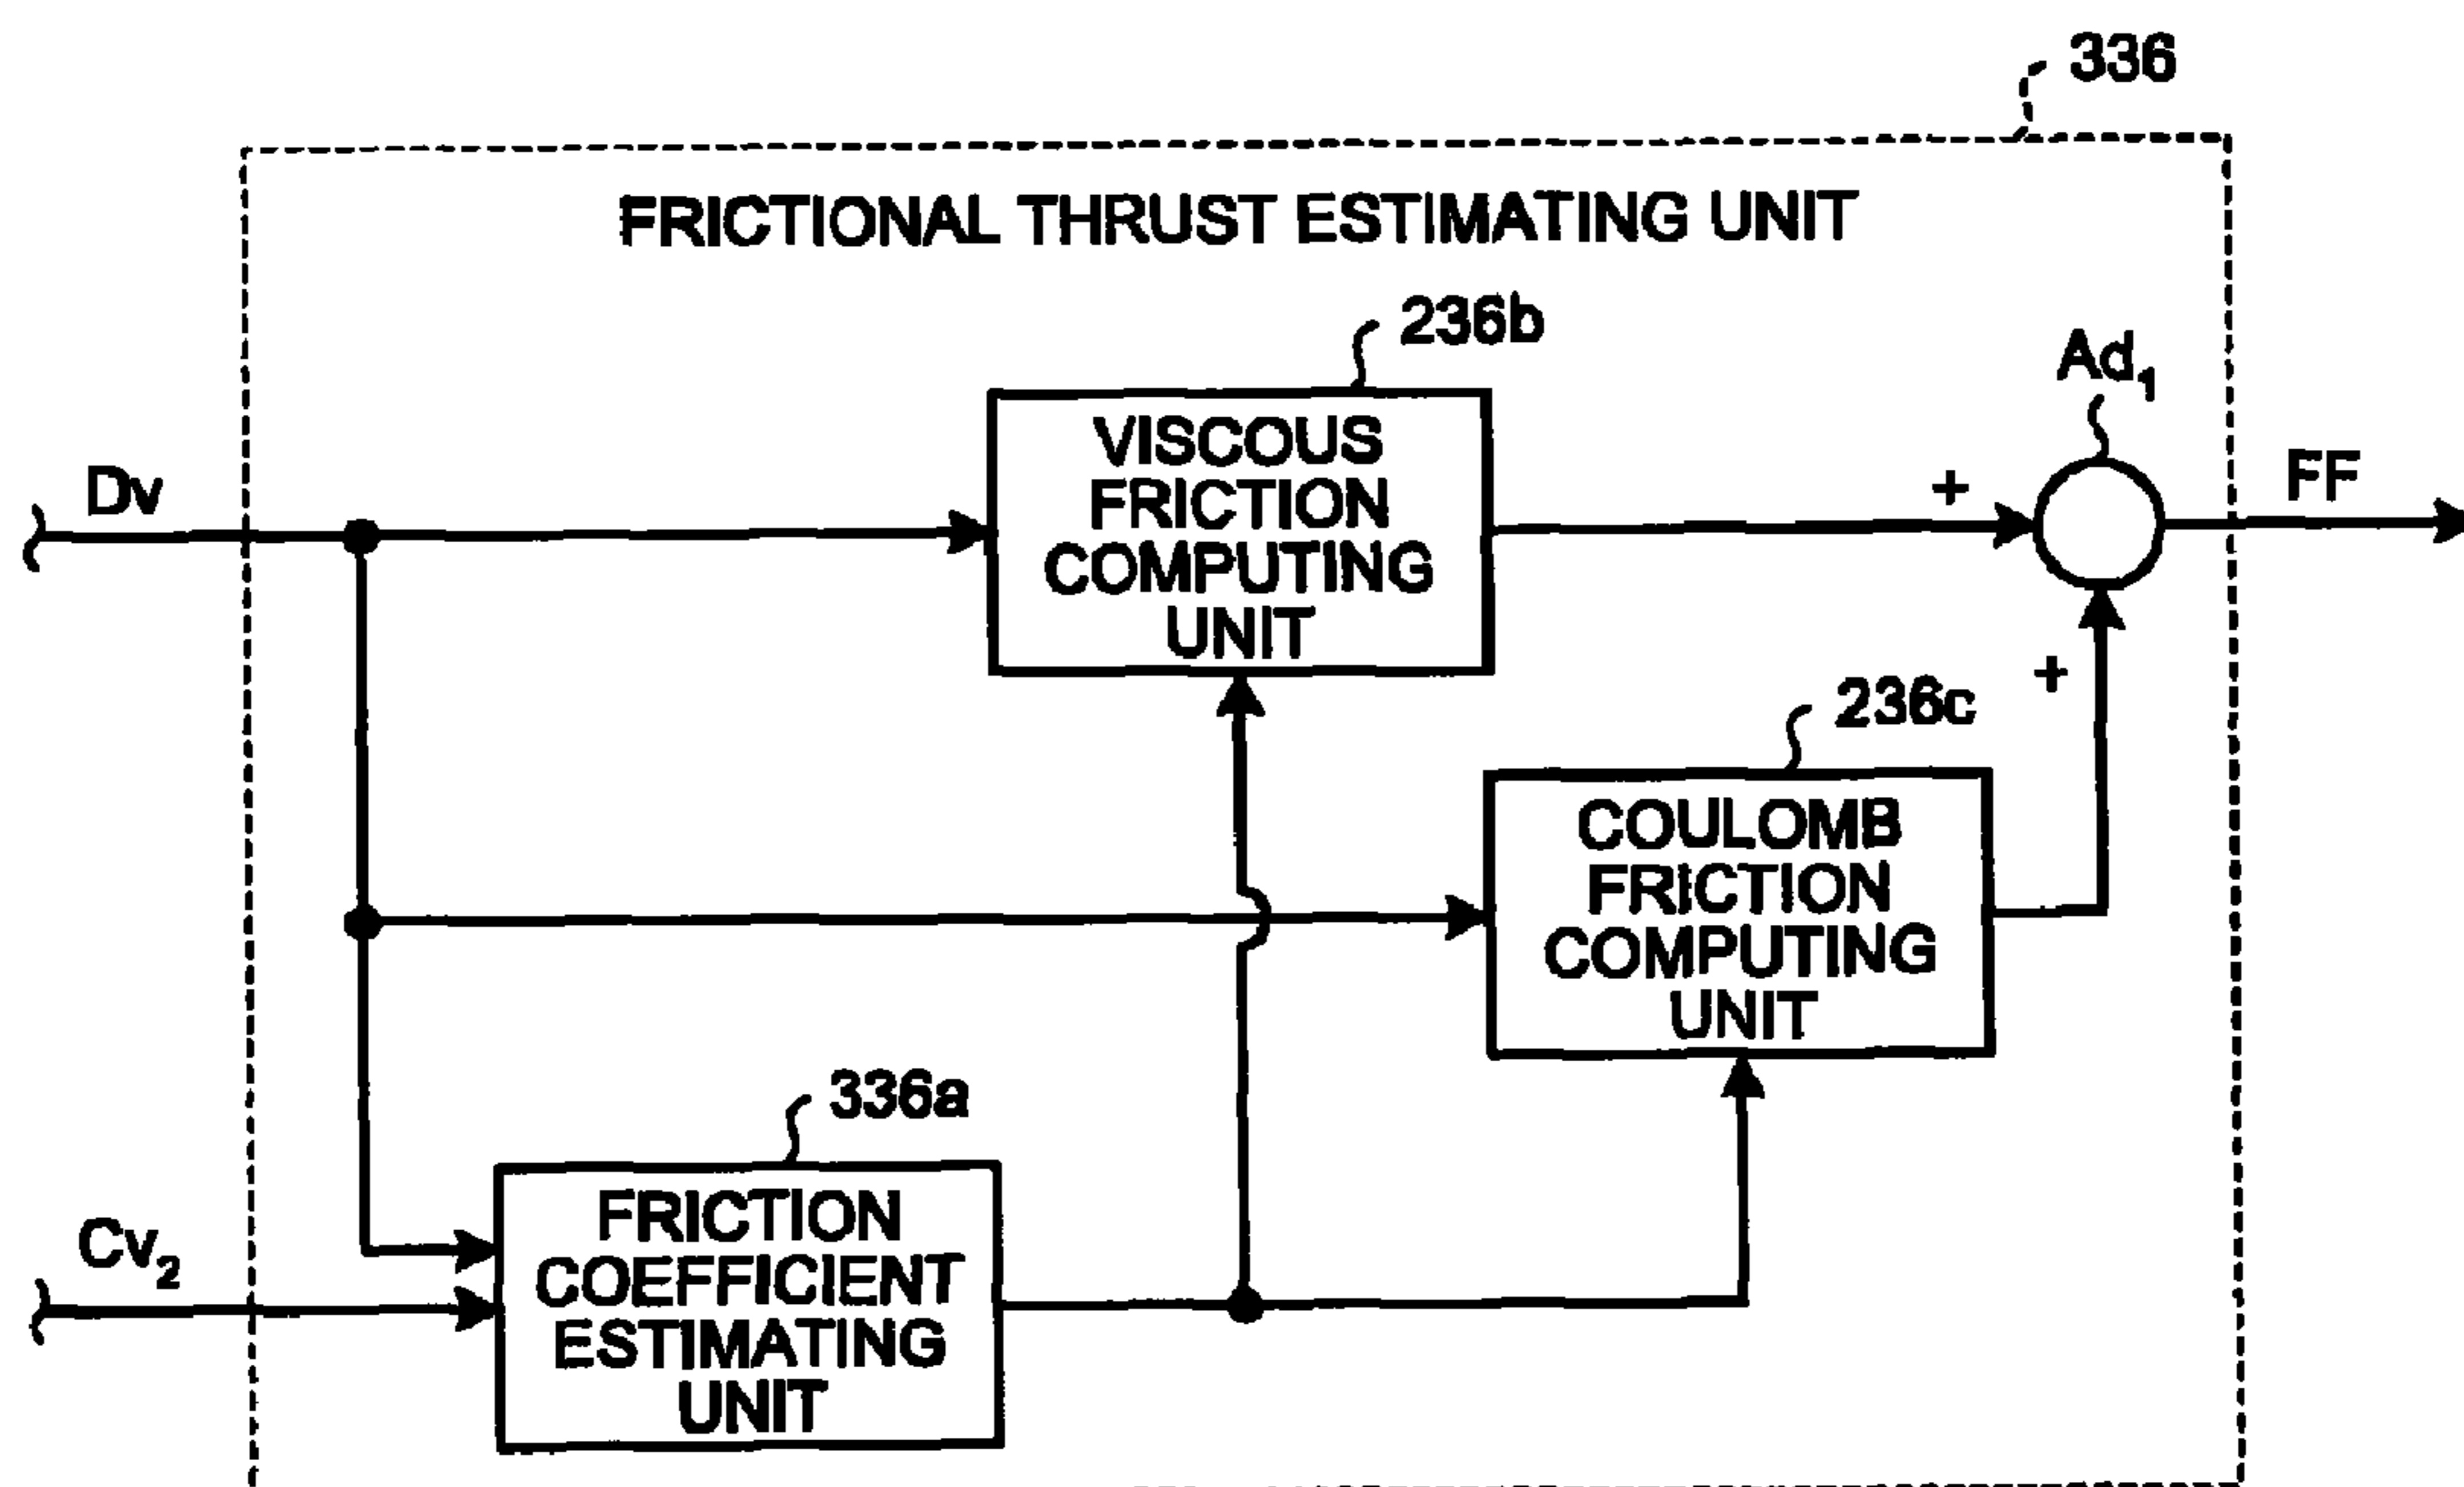 336
FRICTIONAL THRUST ESTIMATING UNIT
236b
Ad₁
VISCOUS
FRICTION
COMPUTING
UNIT
Dv
+
FF
+
236c
COULOMB
FRICTION
COMPUTING
UNIT
336a
FRICTION
COEFFICIENT
ESTIMATING
UNIT
Cv₂